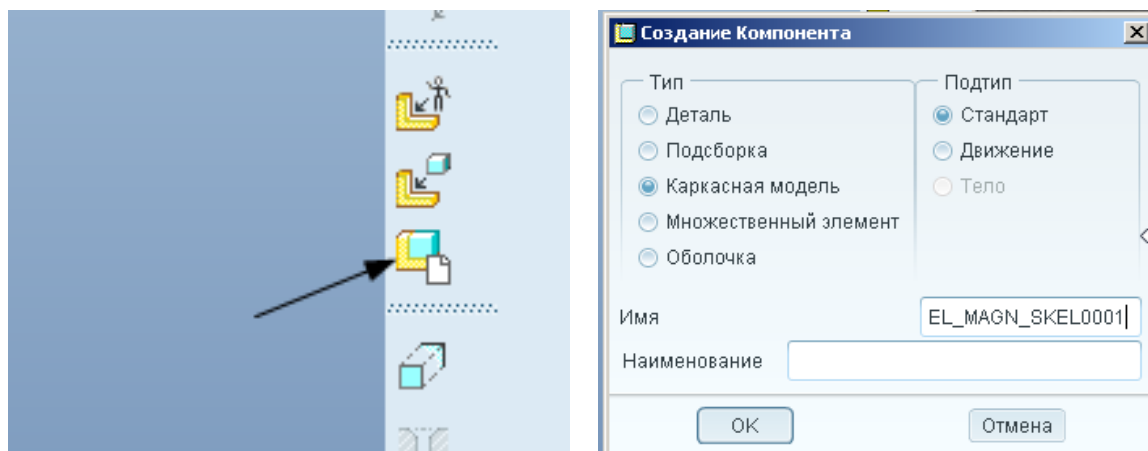 Создание Компонента
Тип
Подтип
Деталь
Стандарт
Подсборка
Движение
Каркасная модель
Тело
Множественный элемент
Оболочка
Имя
EL_MAGN_SKEL0001
Наименование
OK
Отмена